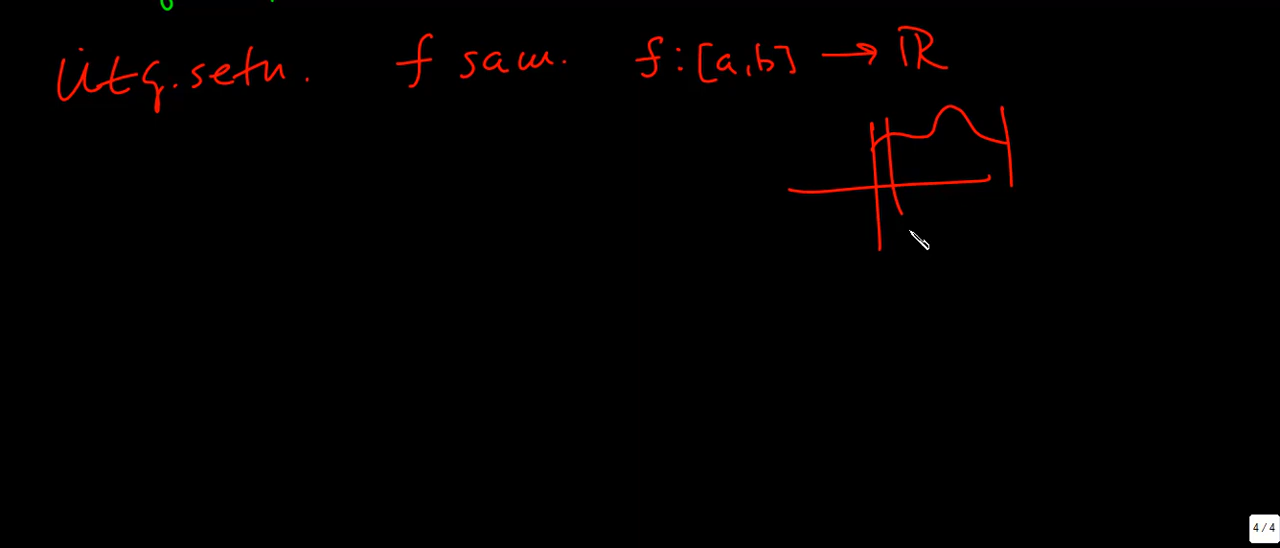 Útg.setn. f sam. f:[a,b] → ℝ
4/4